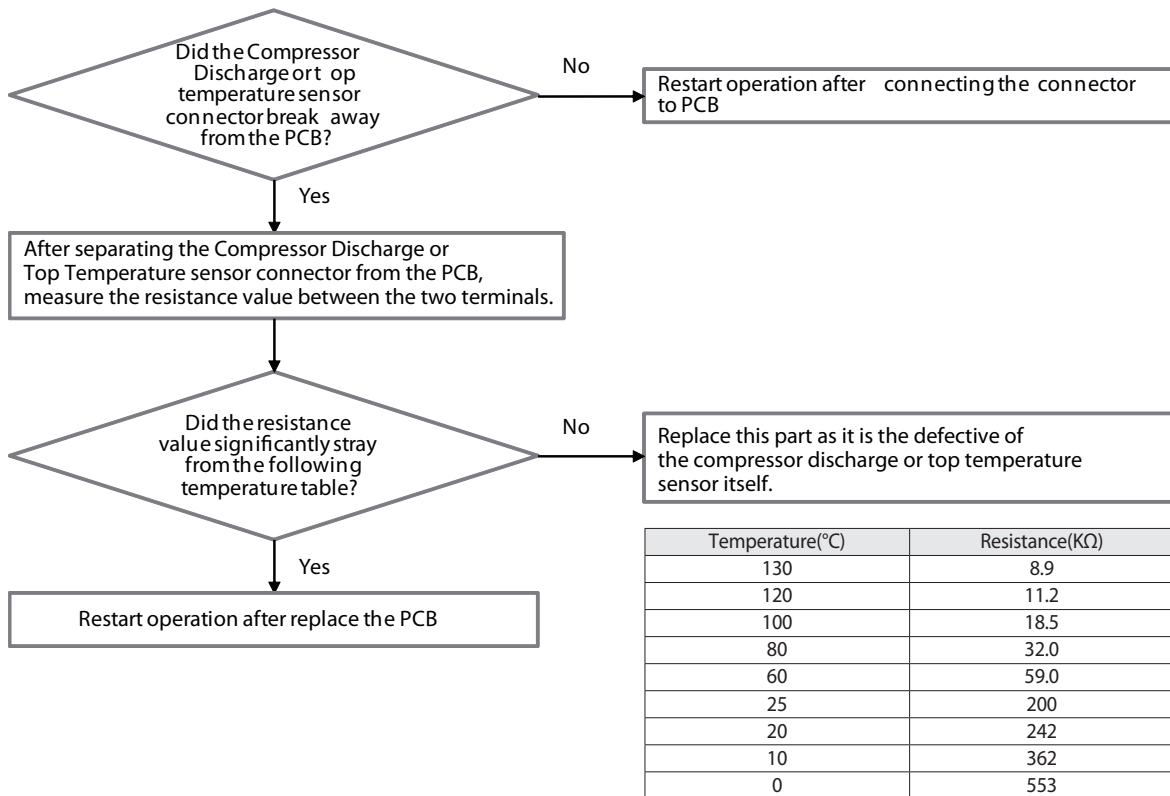 Did the Compressor
Discharge or t op
temperature sensor
connector break away
from the PCB?
No
Restart operation after connecting the connector
to PCB
Yes
After separating the Compressor Discharge or
Top Temperature sensor connector from the PCB,
measure the resistance value between the two terminals.
Did the resistance
value significantly stray
from the following
temperature table?
No
Replace this part as it is the defective of
the compressor discharge or top temperature
sensor itself.
Yes
Restart operation after replace the PCB
Temperature(°C) Resistance(KΩ)
130 8.9
120 11.2
100 18.5
80 32.0
60 59.0
25 200
20 242
10 362
0 553